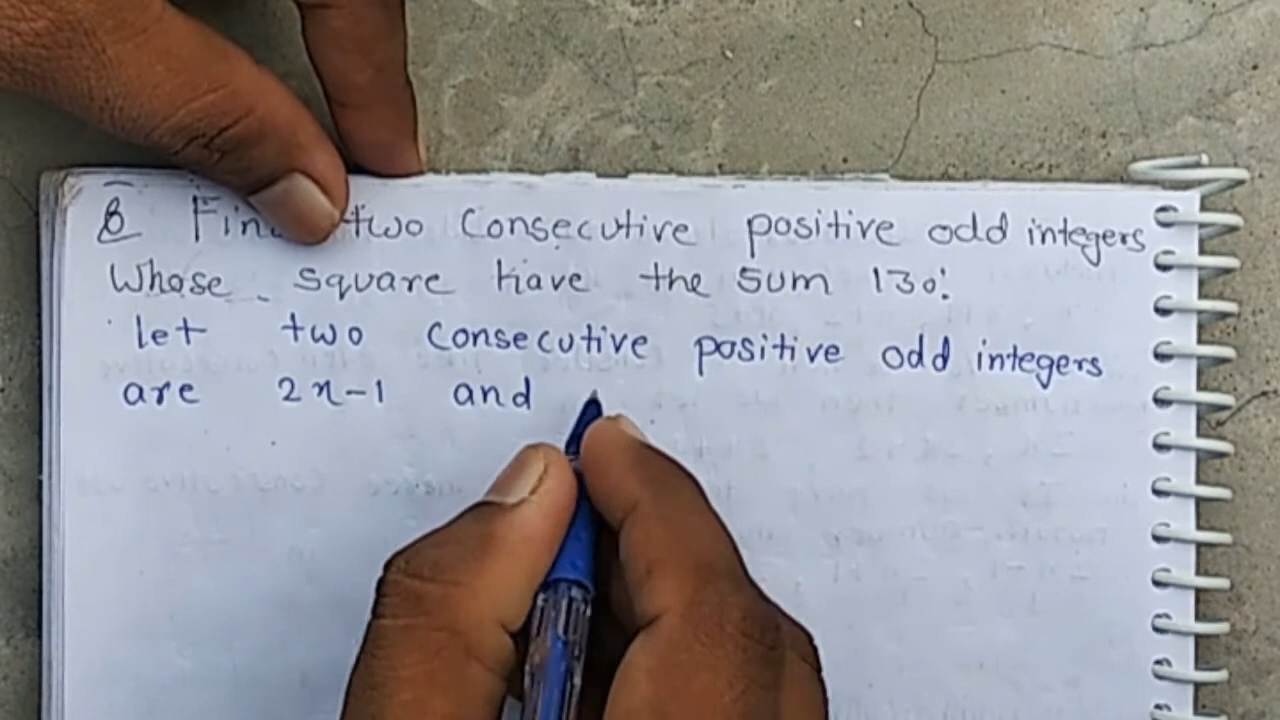 8 two Consecutive positive odd integers
Whose square have the sum 130:
let two consecutive positive odd integers
are 2x-1 and